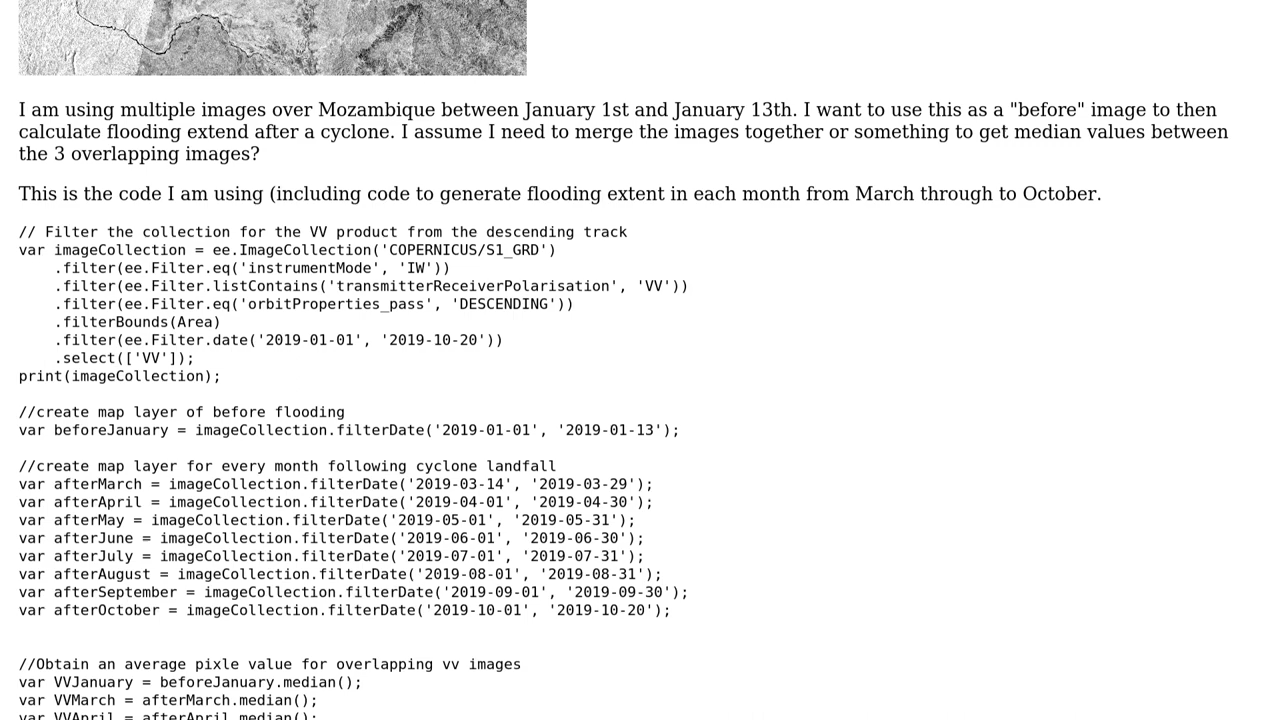 I am using multiple images over Mozambique between January 1st and January 13th. I want to use this as a "before" image to then
calculate flooding extend after a cyclone. I assume I need to merge the images together or something to get median values between
the 3 overlapping images?
This is the code I am using (including code to generate flooding extent in each month from March through to October.
// Filter the collection for the VV product from the descending track
var imageCollection = ee.ImageCollection('COPERNICUS/S1_GRD')
    .filter(ee.Filter.eq('instrumentMode', 'IW'))
    .filter(ee.Filter.listContains('transmitterReceiverPolarisation', 'VV'))
    .filter(ee.Filter.eq('orbitProperties_pass', 'DESCENDING'))
    .filterBounds(Area)
    .filter(ee.Filter.date('2019-01-01', '2019-10-20'))
    .select(['VV']);
print(imageCollection);
//create map layer of before flooding
var beforeJanuary = imageCollection.filterDate('2019-01-01', '2019-01-13');
//create map layer for every month following cyclone landfall
var afterMarch = imageCollection.filterDate('2019-03-14', '2019-03-29');
var afterApril = imageCollection.filterDate('2019-04-01', '2019-04-30');
var afterMay = imageCollection.filterDate('2019-05-01', '2019-05-31');
var afterJune = imageCollection.filterDate('2019-06-01', '2019-06-30');
var afterJuly = imageCollection.filterDate('2019-07-01', '2019-07-31');
var afterAugust = imageCollection.filterDate('2019-08-01', '2019-08-31');
var afterSeptember = imageCollection.filterDate('2019-09-01', '2019-09-30');
var afterOctober = imageCollection.filterDate('2019-10-01', '2019-10-20');
//Obtain an average pixle value for overlapping vv images
var VVJanuary = beforeJanuary.median();
var VVMarch = afterMarch.median();
var VVApril = afterApril.median();